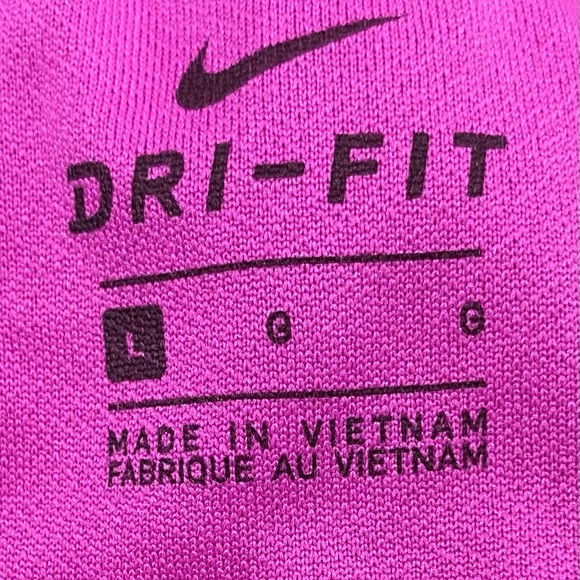 DRI-FIT
L G G
MADE IN VIETNAM
FABRIQUE AU VIETNAM